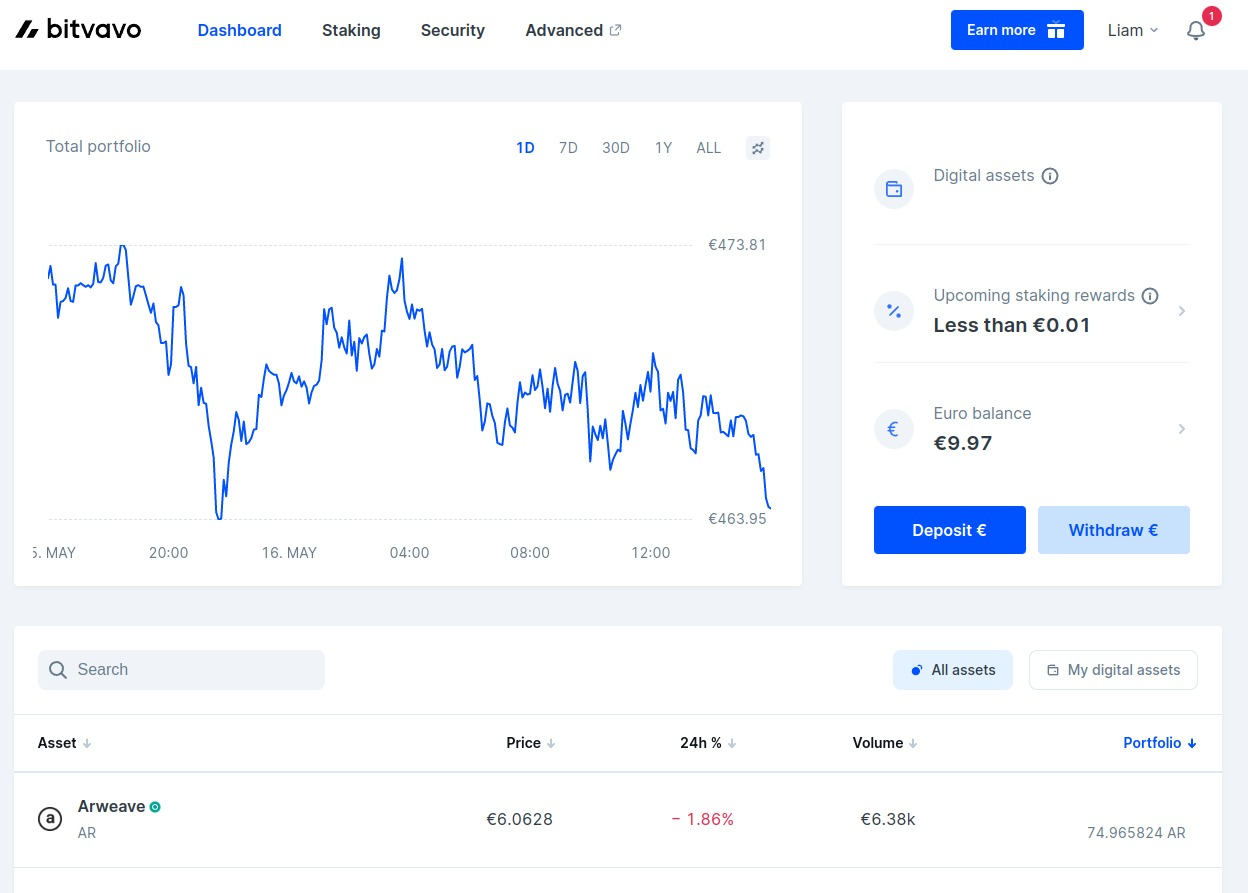 bitvavo
Dashboard Staking Security Advanced
Earn more
Liam
1
Total portfolio
1D 7D 30D 1Y ALL
€473.81
€463.95
5. MAY 20:00 16. MAY 04:00 08:00 12:00
Digital assets
Upcoming staking rewards
Less than €0.01
Euro balance
€9.97
Deposit € Withdraw €
Search
All assets
My digital assets
Asset Price 24h % Volume Portfolio
Arweave
AR
€6.0628
− 1.86%
€6.38k
74.965824 AR